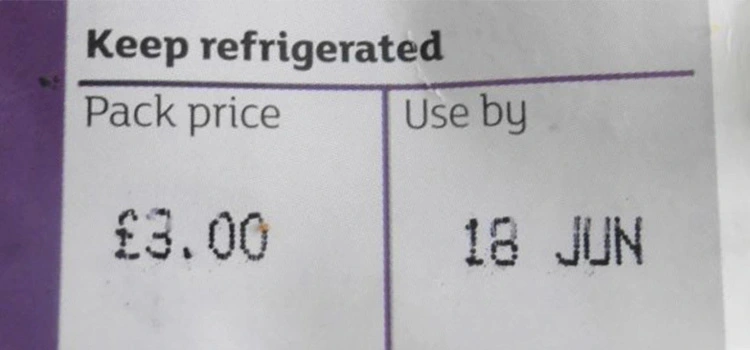 Keep refrigerated
Pack price
Use by
£3.00
18 JUN